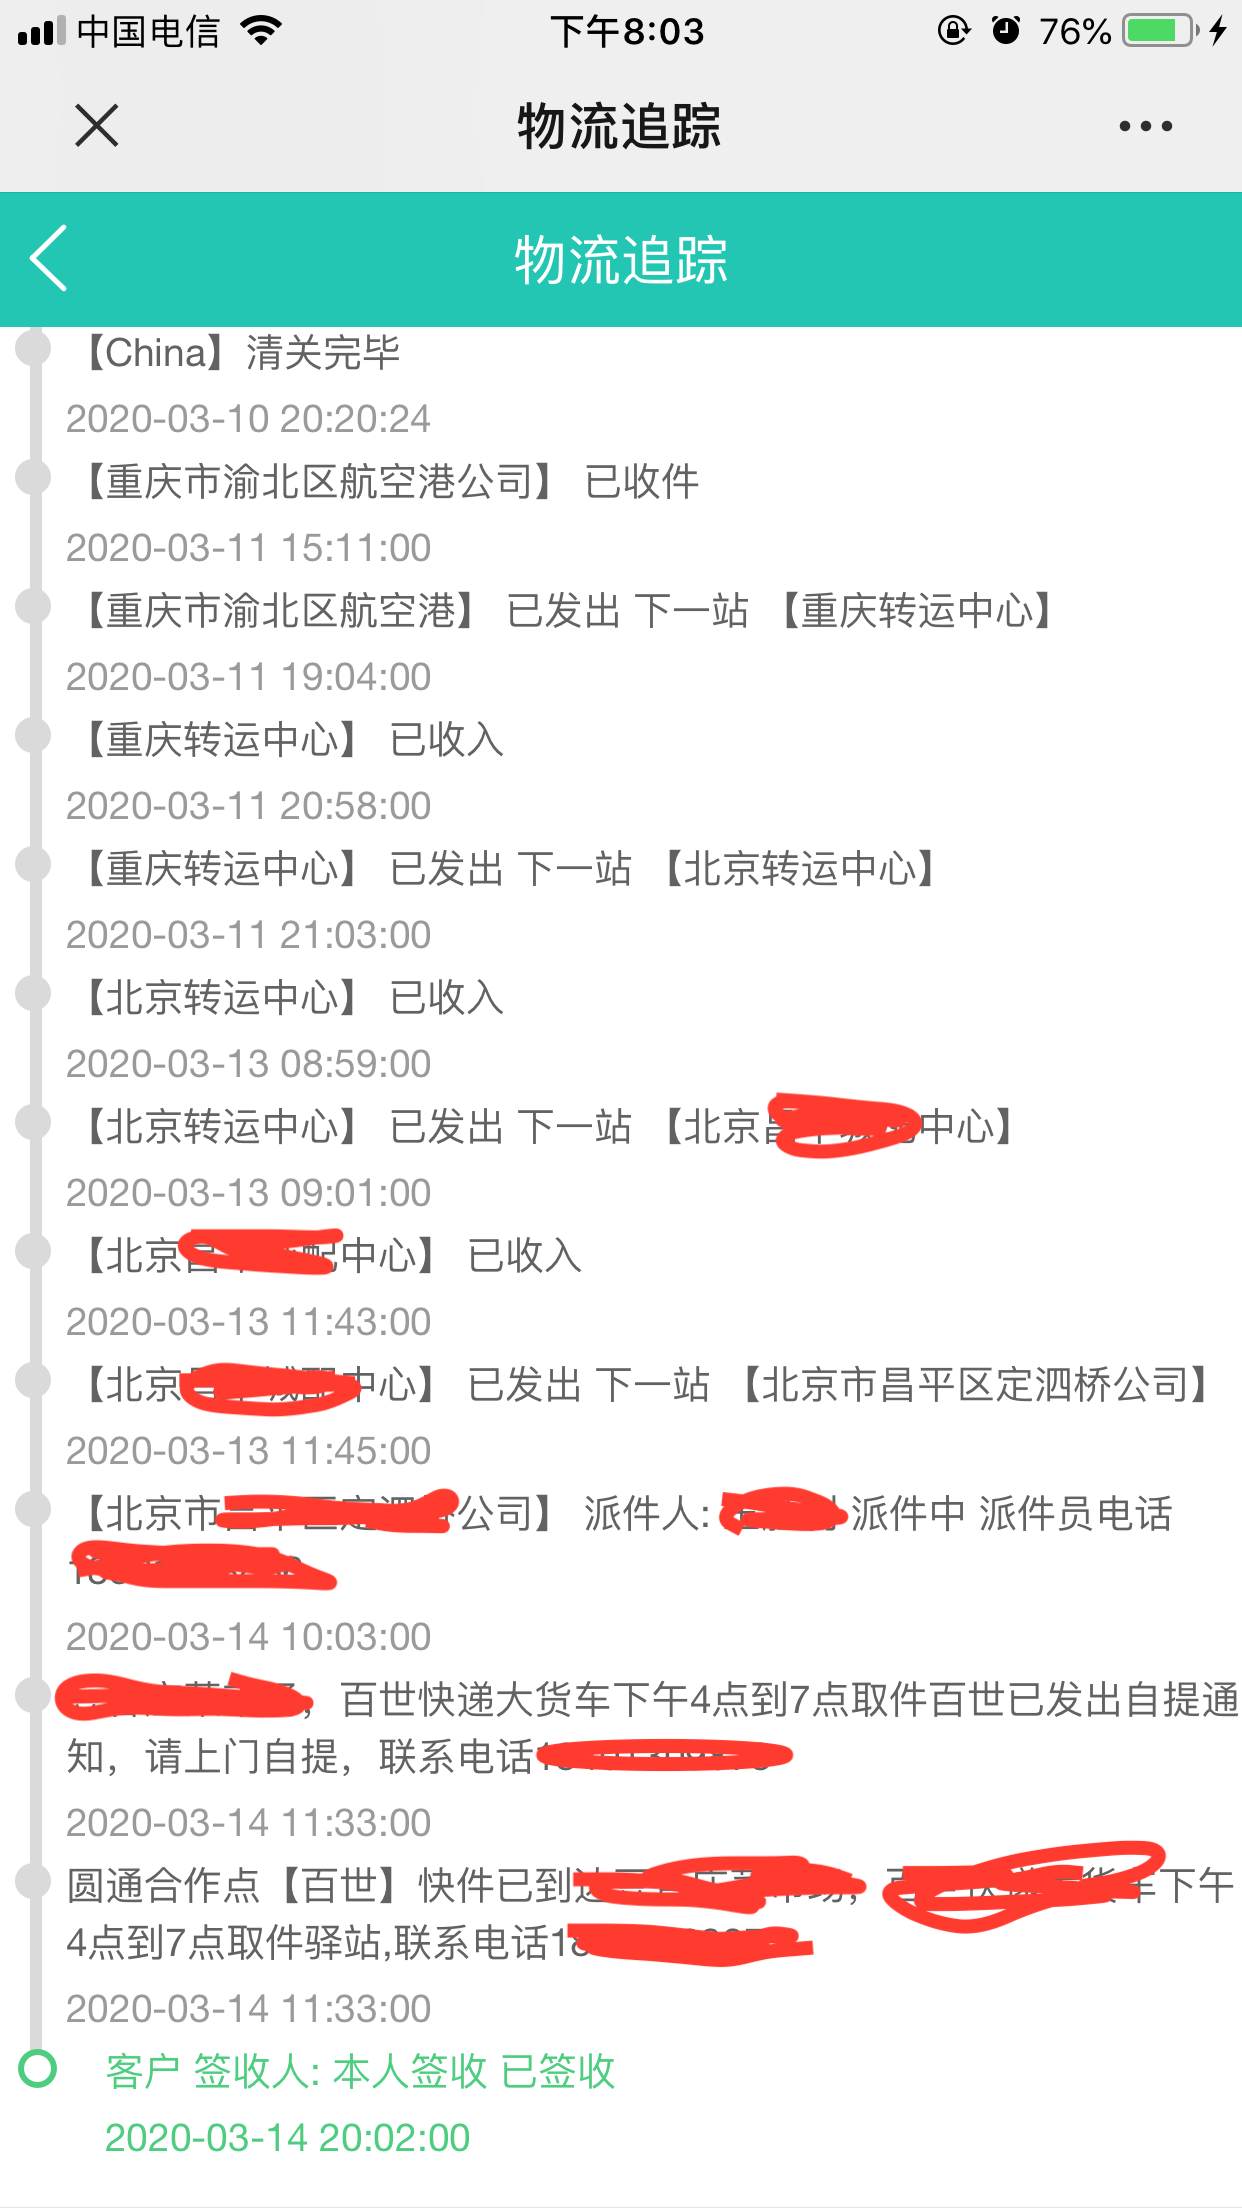 中国电信 下午8:03 76%
物流追踪
物流追踪
【China】清关完毕
2020-03-10 20:20:24
【重庆市渝北区航空港公司】 已收件
2020-03-11 15:11:00
【重庆市渝北区航空港】 已发出 下一站 【重庆转运中心】
2020-03-11 19:04:00
【重庆转运中心】 已收入
2020-03-11 20:58:00
【重庆转运中心】 已发出 下一站 【北京转运中心】
2020-03-11 21:03:00
【北京转运中心】 已收入
2020-03-13 08:59:00
【北京转运中心】 已发出 下一站 【北京 中心】
2020-03-13 09:01:00
【北京 中心】 已收入
2020-03-13 11:43:00
【北京 中心】 已发出 下一站 【北京市昌平区定泗桥公司】
2020-03-13 11:45:00
【北京市 公司】 派件人: 派件中 派件员电话
2020-03-14 10:03:00
，百世快递大货车下午4点到7点取件百世已发出自提通
知，请上门自提，联系电话
2020-03-14 11:33:00
圆通合作点【百世】快件已到 下午
4点到7点取件驿站,联系电话
2020-03-14 11:33:00
客户 签收人: 本人签收 已签收
2020-03-14 20:02:00